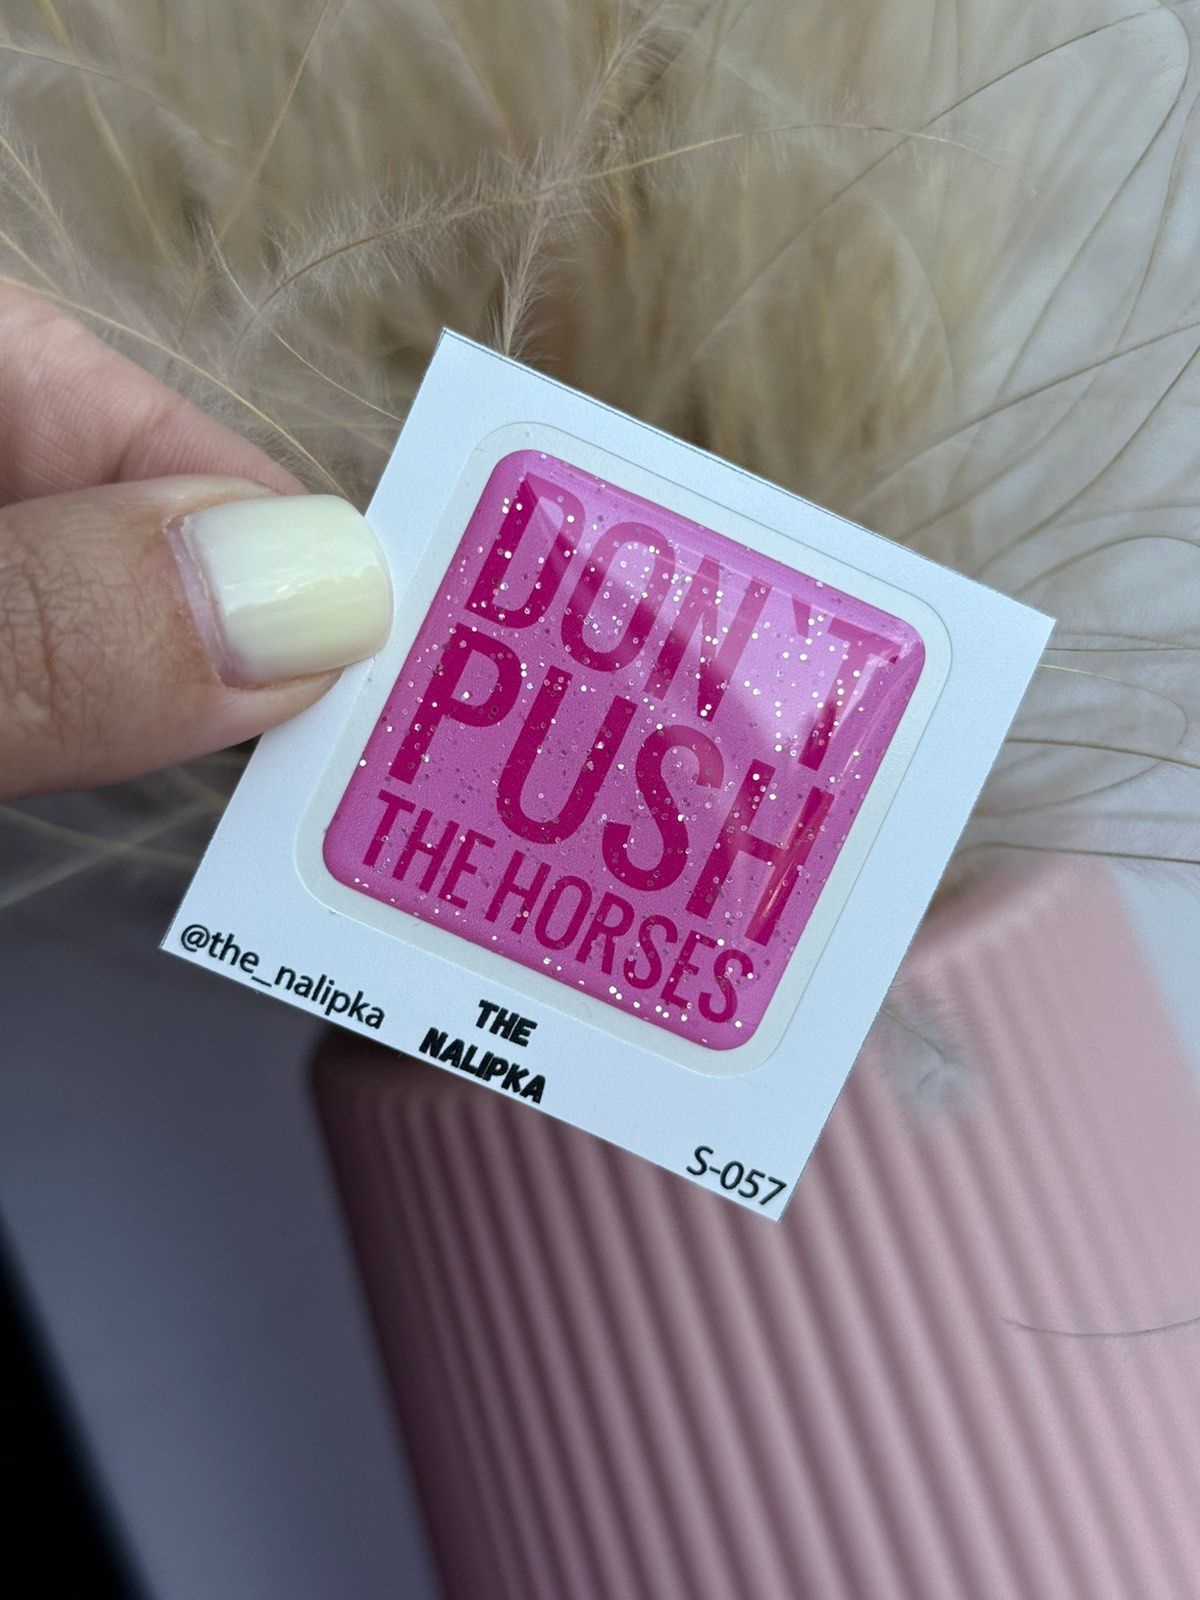 DON`T
PUSH
THE HORSES
@the_nalipka
THE
NALIPKA
S-057